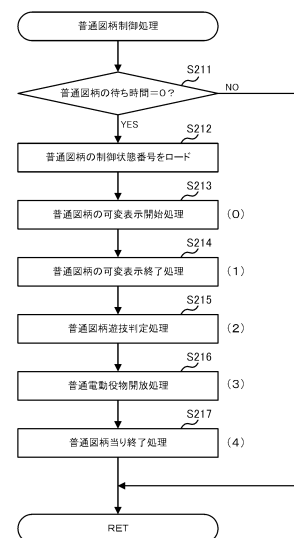 普通図柄制御処理
S211
普通図柄の待ち時間＝0？
NO
YES
S212
普通図柄の制御状態番号をロード
S213
普通図柄の可変表示開始処理
(0)
S214
普通図柄の可変表示終了処理
(1)
S215
普通図柄遊技判定処理
(2)
S216
普通電動役物開放処理
(3)
S217
普通図柄当り終了処理
(4)
RET